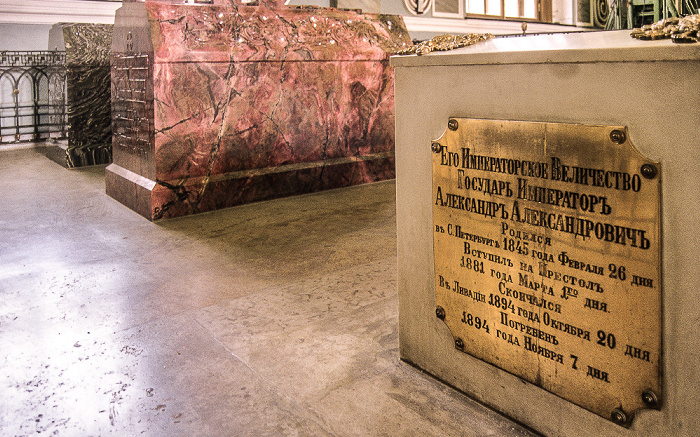 Его Императорское Величество
Государь Императоръ
Александръ Александровичъ
Родился
въ С. Петербургѣ 1845 года Февраля 26 дня
Вступилъ на Престолъ
1881 года Марта 1го дня.
Скончался
Въ Ливадіи 1894 года Октября 20 дня
Погребенъ
1894 года Ноября 7 дня.